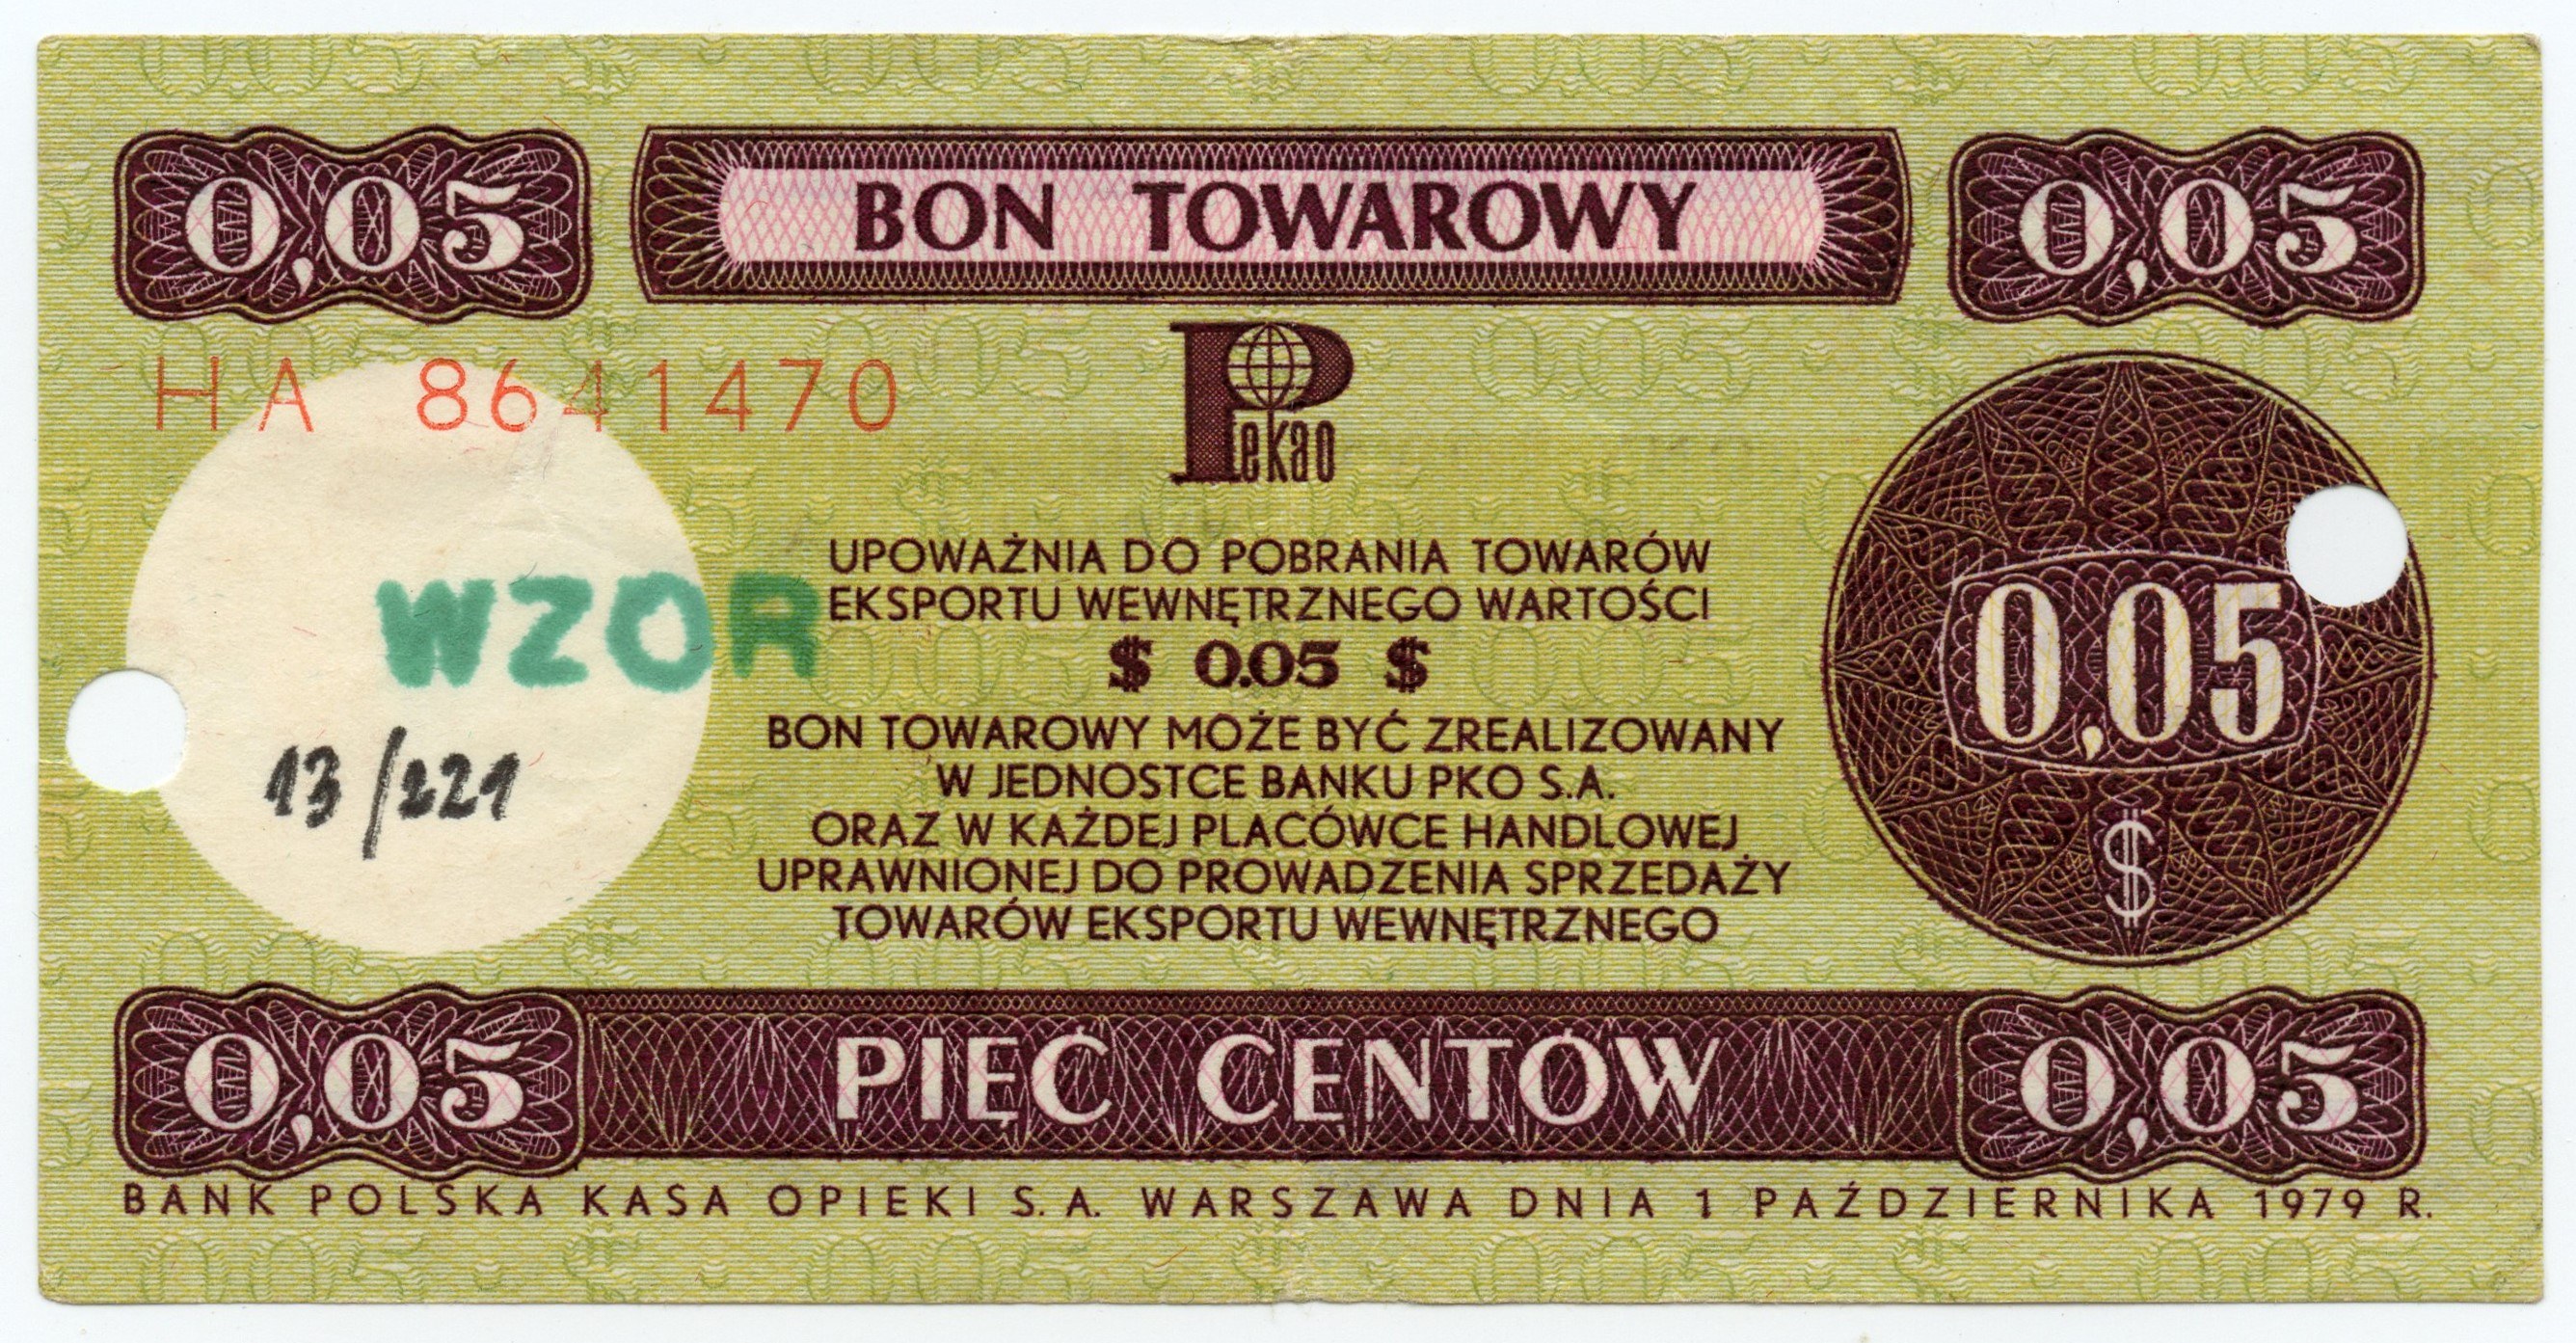 0,05 BON TOWAROWY 0,05
HA 8641470
Pekao
UPOWAŻNIA DO POBRANIA TOWARÓW
EKSPORTU WEWNĘTRZNEGO WARTOŚCI
$ 0.05 $
WZOR
13/221
BON TOWAROWY MOŻE BYĆ ZREALIZOWANY
W JEDNOSTCE BANKU PKO S.A.
ORAZ W KAŻDEJ PLACÓWCE HANDLOWEJ
UPRAWNIONEJ DO PROWADZENIA SPRZEDAŻY
TOWARÓW EKSPORTU WEWNĘTRZNEGO
0,05
$
0,05 PIĘĆ CENTÓW 0,05
BANK POLSKA KASA OPIEKI S.A. WARSZAWA DNIA 1 PAŹDZIERNIKA 1979 R.